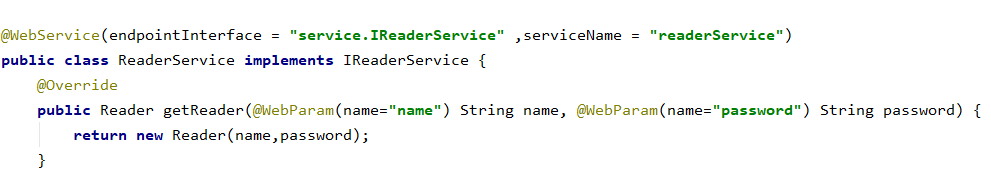 @WebService(endpointInterface = "service.IReaderService" ,serviceName = "readerService")
public class ReaderService implements IReaderService {
    @Override
    public Reader getReader(@WebParam(name="name") String name, @WebParam(name="password") String password) {
        return new Reader(name,password);
    }